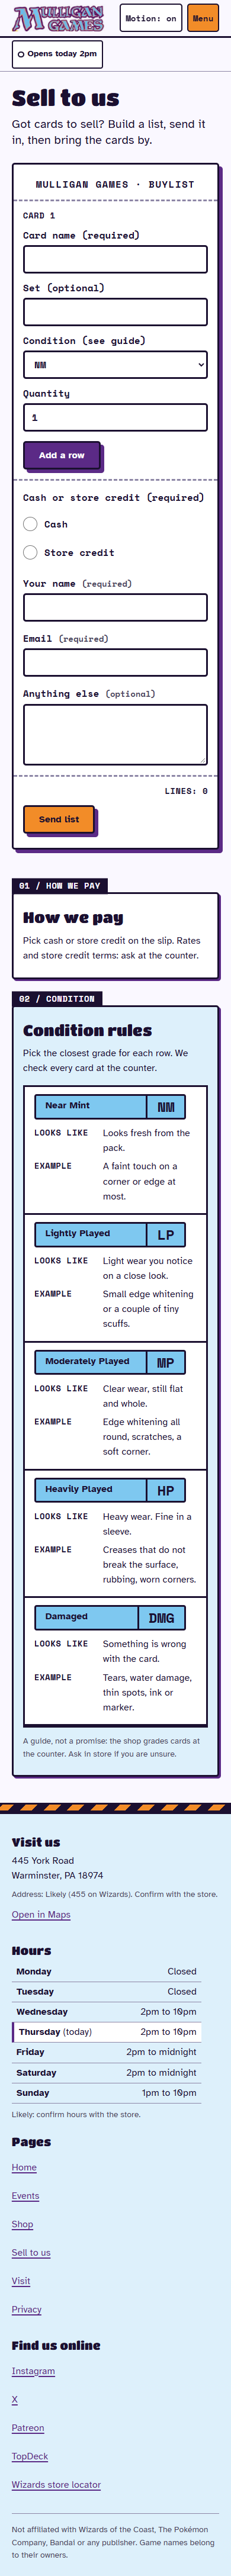 MULLIGAN GAMES
Motion: on
Menu
Opens today 2pm
Sell to us
Got cards to sell? Build a list, send it
in, then bring the cards by.
MULLIGAN GAMES · BUYLIST
CARD 1
Card name (required)
Set (optional)
Condition (see guide)
NM
Quantity
1
Add a row
Cash or store credit (required)
Cash
Store credit
Your name (required)
Email (required)
Anything else (optional)
LINES: 0
Send list
01 / HOW WE PAY
How we pay
Pick cash or store credit on the slip. Rates
and store credit terms: ask at the counter.
02 / CONDITION
Condition rules
Pick the closest grade for each row. We
check every card at the counter.
Near Mint NM
LOOKS LIKE Looks fresh from the
pack.
EXAMPLE A faint touch on a
corner or edge at
most.
Lightly Played LP
LOOKS LIKE Light wear you notice
on a close look.
EXAMPLE Small edge whitening
or a couple of tiny
scuffs.
Moderately Played MP
LOOKS LIKE Clear wear, still flat
and whole.
EXAMPLE Edge whitening all
round, scratches, a
soft corner.
Heavily Played HP
LOOKS LIKE Heavy wear. Fine in a
sleeve.
EXAMPLE Creases that do not
break the surface,
rubbing, worn corners.
Damaged DMG
LOOKS LIKE Something is wrong
with the card.
EXAMPLE Tears, water damage,
thin spots, ink or
marker.
A guide, not a promise: the shop grades cards at
the counter. Ask in store if you are unsure.
Visit us
445 York Road
Warminster, PA 18974
Address: Likely (455 on Wizards). Confirm with the store.
Open in Maps
Hours
Monday Closed
Tuesday Closed
Wednesday 2pm to 10pm
Thursday (today) 2pm to 10pm
Friday 2pm to midnight
Saturday 2pm to midnight
Sunday 1pm to 10pm
Likely: confirm hours with the store.
Pages
Home
Events
Shop
Sell to us
Visit
Privacy
Find us online
Instagram
X
Patreon
TopDeck
Wizards store locator
Not affiliated with Wizards of the Coast, The Pokémon
Company, Bandai or any publisher. Game names belong
to their owners.